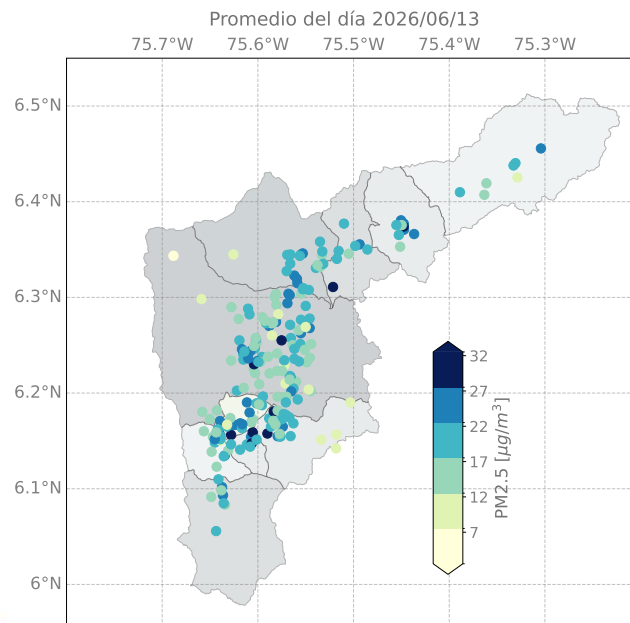 Promedio del día 2026/06/13
75.7°W 75.6°W 75.5°W 75.4°W 75.3°W
6.5°N
6.4°N
6.3°N
6.2°N
6.1°N
6°N
32
27
22
17
12
7
PM2.5 [μg/m³]